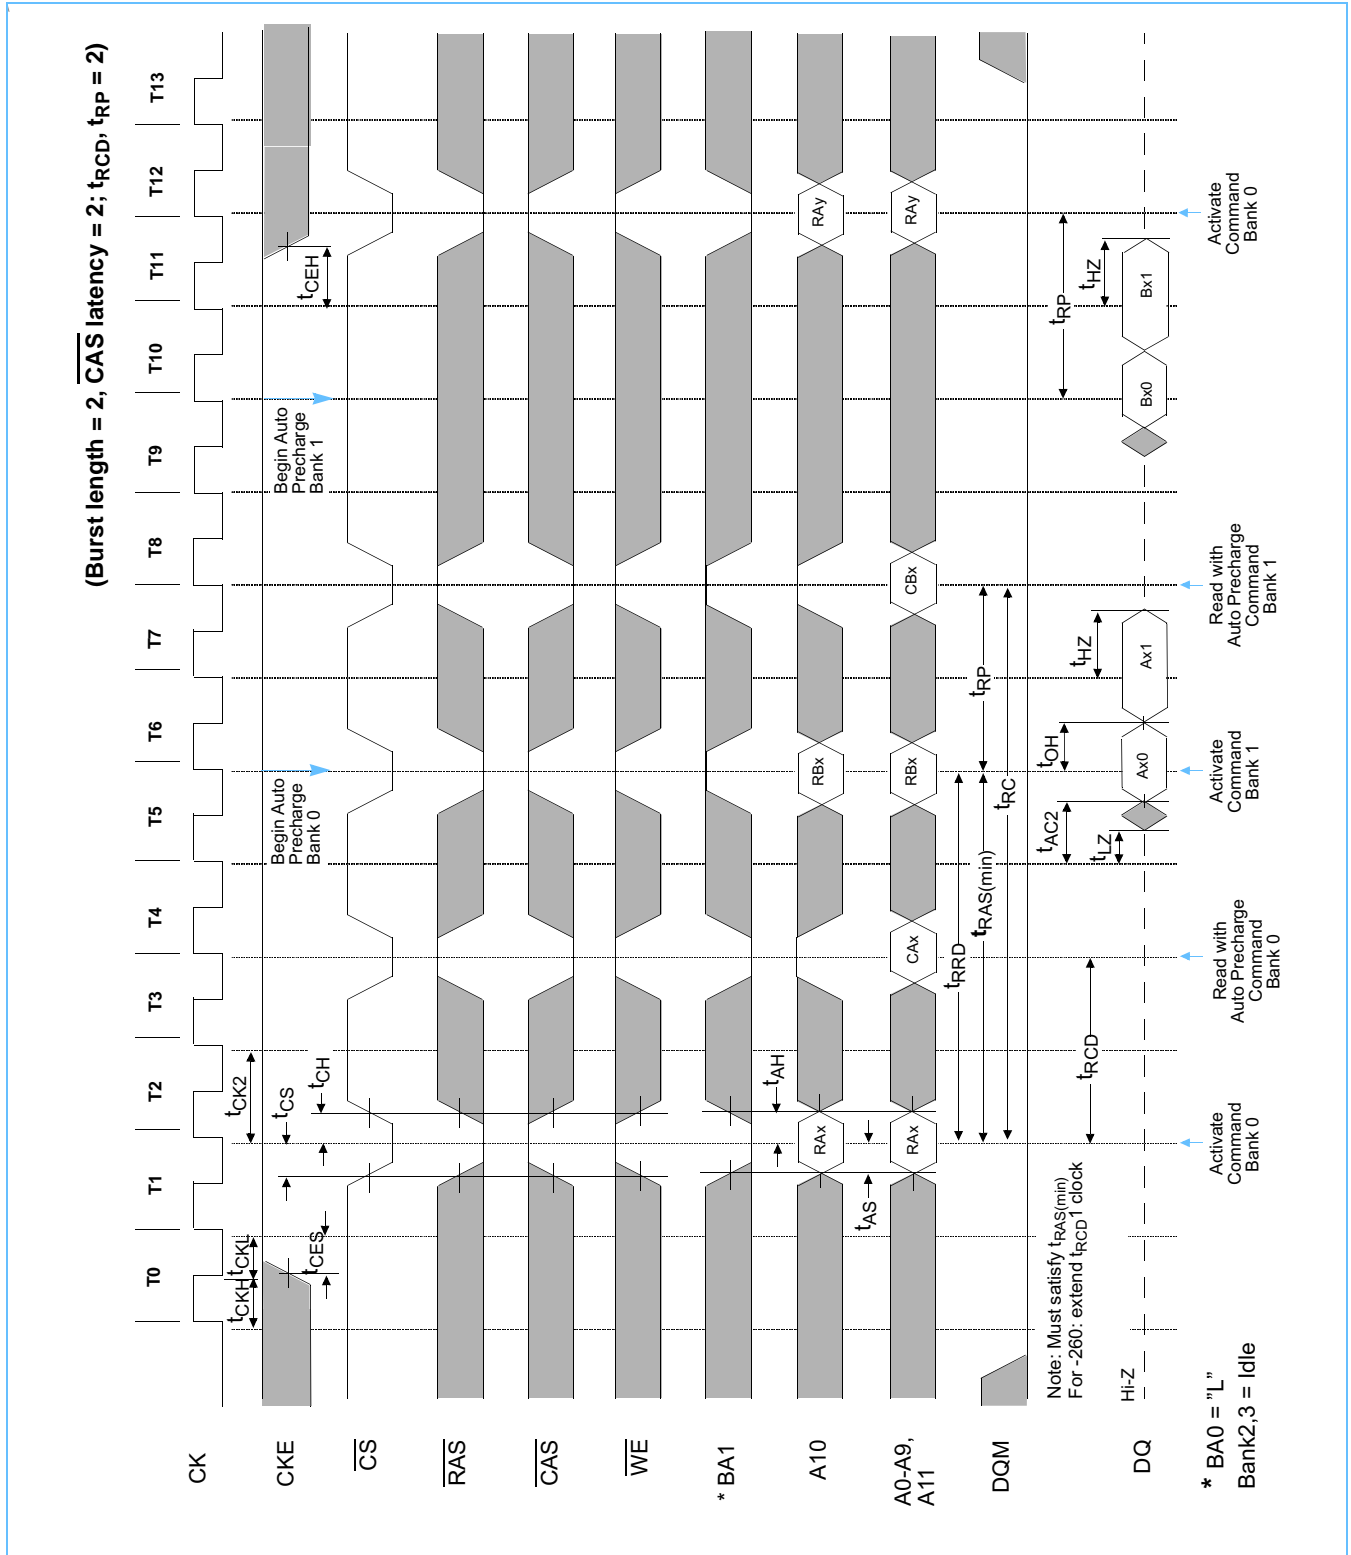 (Burst length = 2, CAS latency = 2; tRCD, tRP = 2)
T0 T1 T2 T3 T4 T5 T6 T7 T8 T9 T10 T11 T12 T13
CK
tCKH tCKL tCK2
CKE
tCES tCS tCH
Begin Auto
Precharge
Bank 0
Begin Auto
Precharge
Bank 1
tCEH
CS
RAS
CAS
WE
* BA1
tAH
A10
RAx RBx RAy
tAS
A0-A9,
A11
RAx CAx RBx CBx RAy
tRRD
tRAS(min) tRP
tRC
DQM
Note: Must satisfy tRAS(min)
For -260: extend tRCD1 clock
tRCD
tAC2 tOH tRP
tLZ tHZ tHZ
DQ
Hi-Z
Ax0 Ax1 Bx0 Bx1
Activate
Command
Bank 0
Read with
Auto Precharge
Command
Bank 0
Activate
Command
Bank 1
Read with
Auto Precharge
Command
Bank 1
Activate
Command
Bank 0
* BA0 = "L"
Bank2,3 = Idle